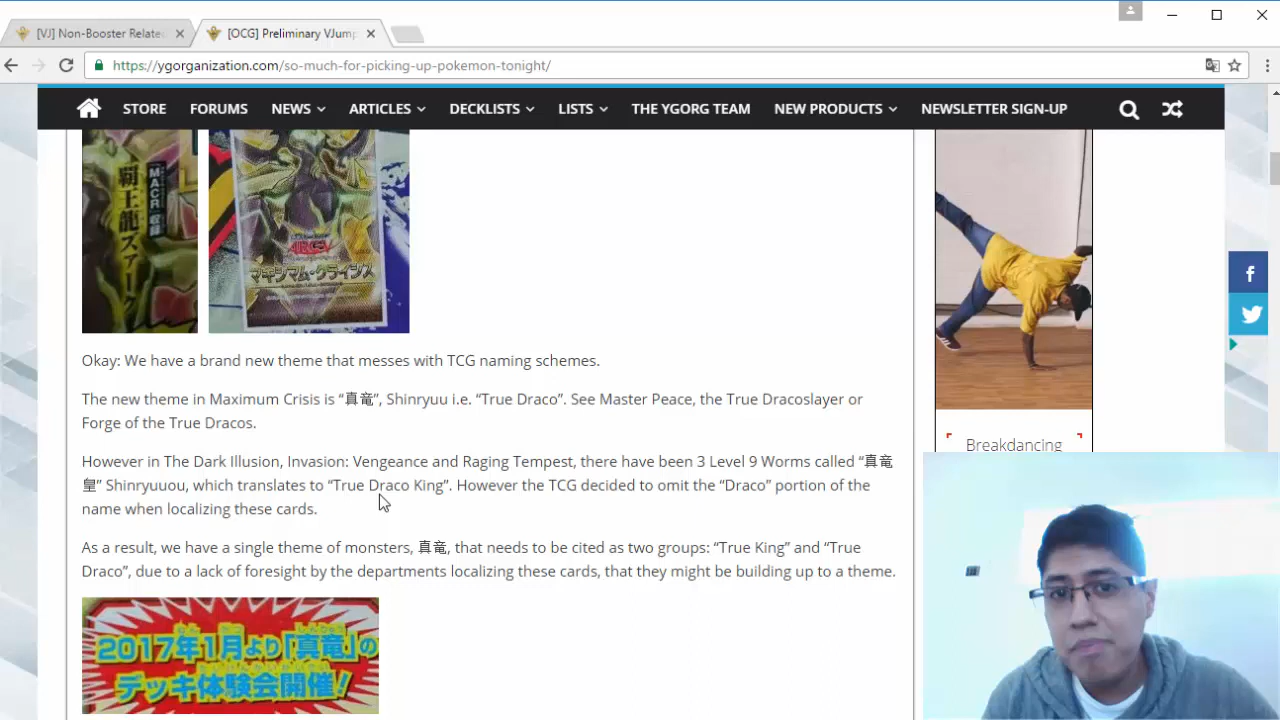 [VJ] Non-Booster Relate
[OCG] Preliminary VJump
https://ygorganization.com/so-much-for-picking-up-pokemon-tonight/
STORE
FORUMS
NEWS
ARTICLES
DECKLISTS
LISTS
THE YGORG TEAM
NEW PRODUCTS
NEWSLETTER SIGN-UP
MACR収録
覇王龍ズァーク
マキシマム・クライシス
Okay: We have a brand new theme that messes with TCG naming schemes.
The new theme in Maximum Crisis is “真竜”, Shinryuu i.e. “True Draco”. See Master Peace, the True Dracoslayer or
Forge of the True Dracos.
However in The Dark Illusion, Invasion: Vengeance and Raging Tempest, there have been 3 Level 9 Worms called “真竜
皇” Shinryuuou, which translates to “True Draco King”. However the TCG decided to omit the “Draco” portion of the
name when localizing these cards.
As a result, we have a single theme of monsters, 真竜, that needs to be cited as two groups: “True King” and “True
Draco”, due to a lack of foresight by the departments localizing these cards, that they might be building up to a theme.
2017年1月より「真竜」の
デッキ体験会開催!
Breakdancing